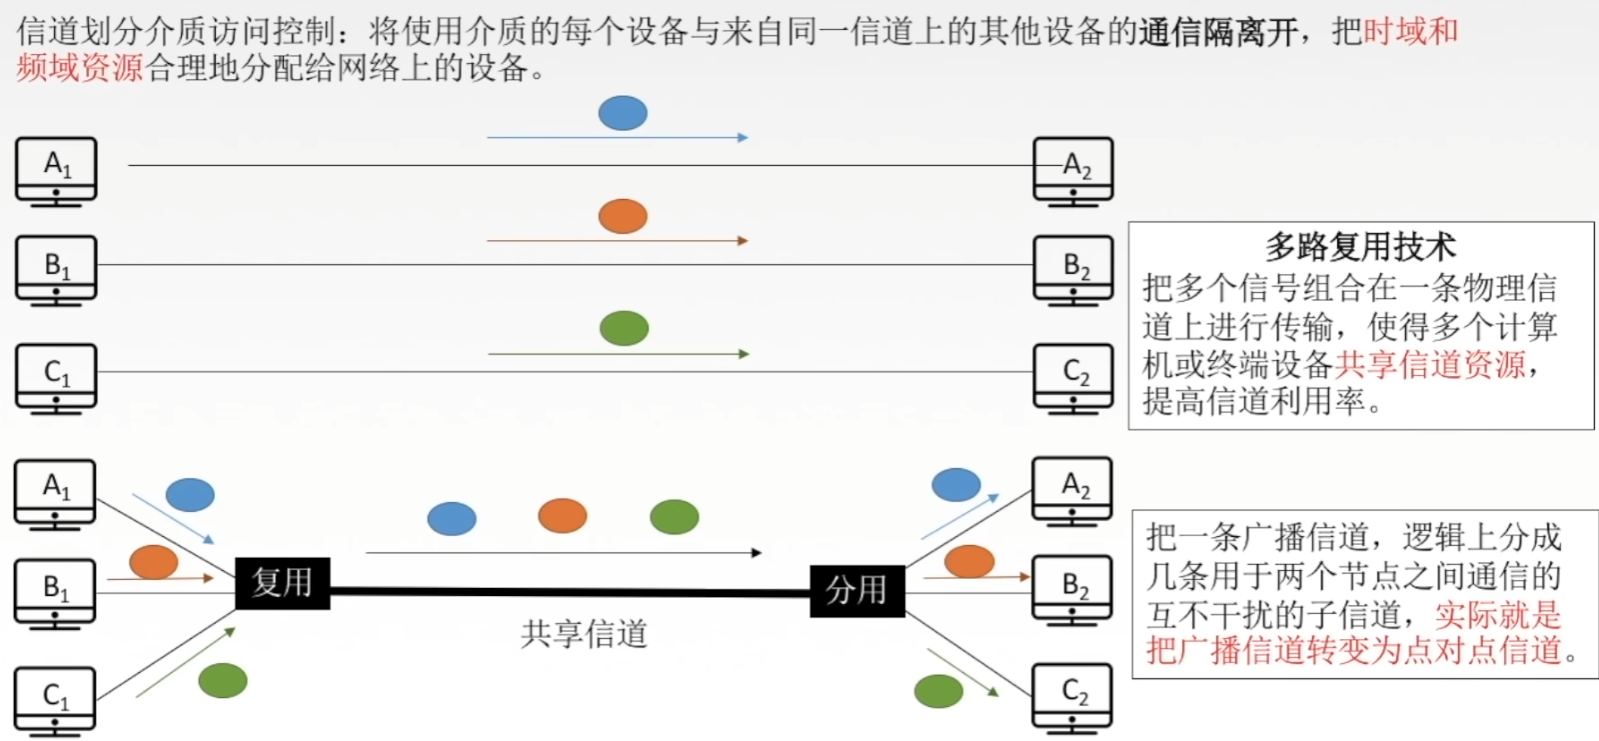 信道划分介质访问控制：将使用介质的每个设备与来自同一信道上的其他设备的通信隔离开，把时域和
频域资源合理地分配给网络上的设备。
A1
A2
B1
B2
C1
C2
多路复用技术
把多个信号组合在一条物理信
道上进行传输，使得多个计算
机或终端设备共享信道资源，
提高信道利用率。
A1
A2
B1
复用
分用
B2
共享信道
C1
C2
把一条广播信道，逻辑上分成
几条用于两个节点之间通信的
互不干扰的子信道，实际就是
把广播信道转变为点对点信道。